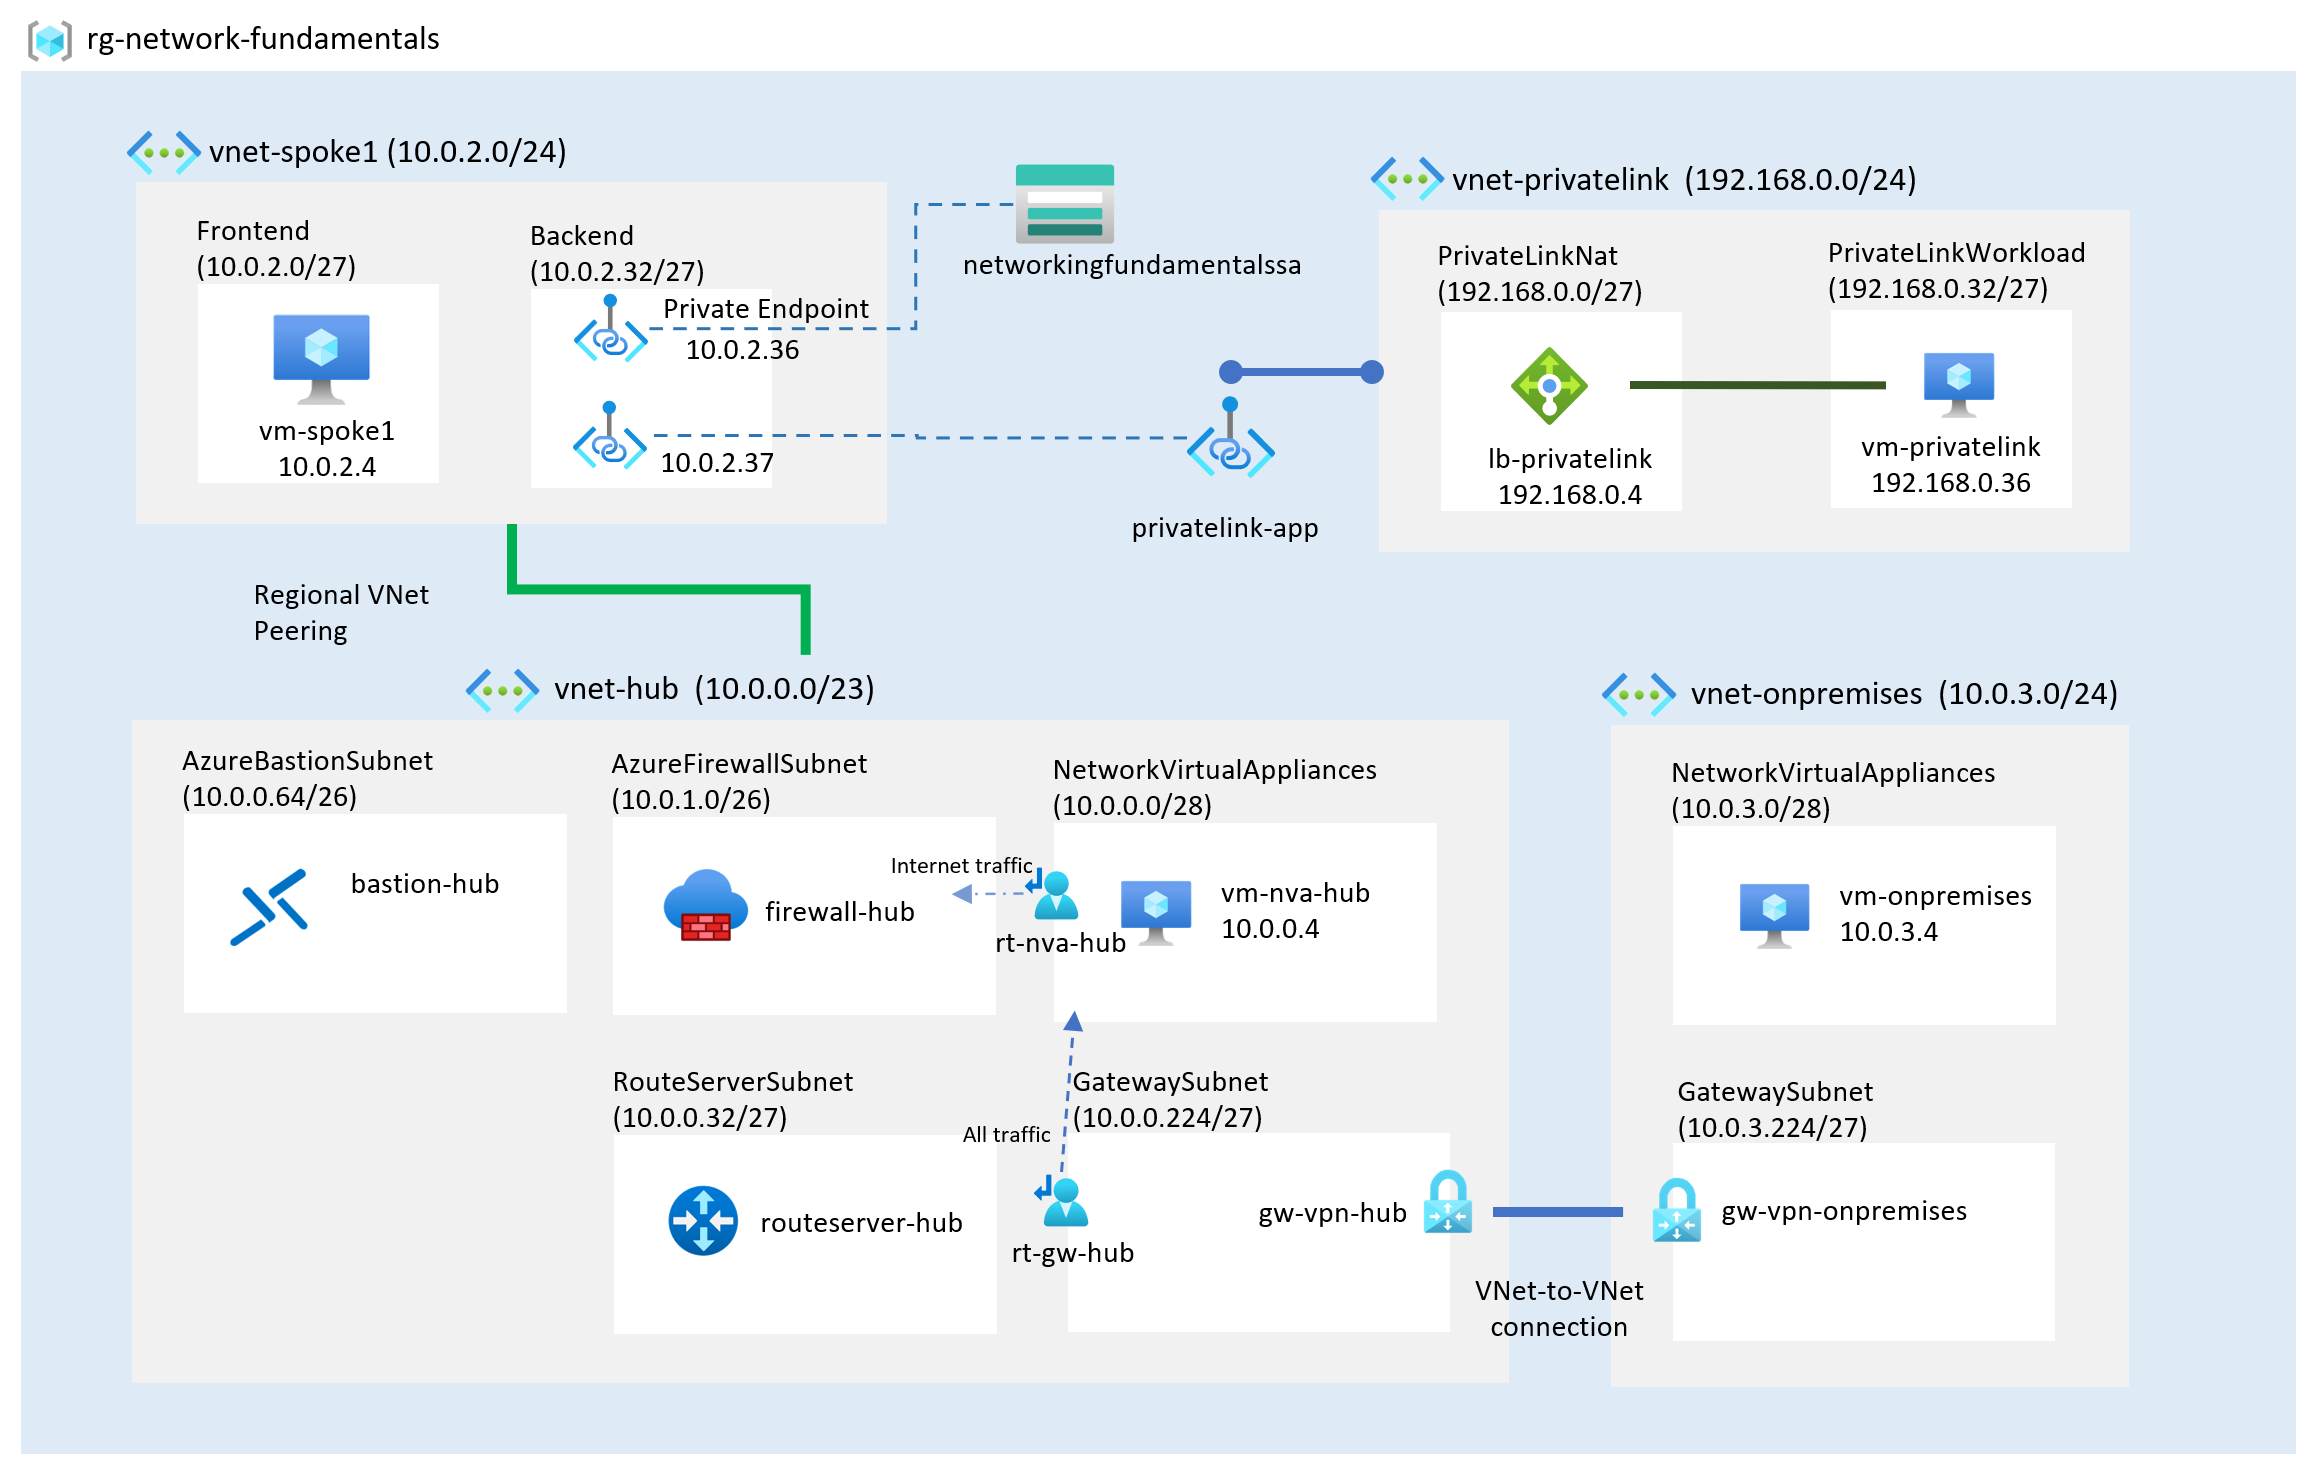 rg-network-fundamentals
vnet-spoke1 (10.0.2.0/24)
Frontend
(10.0.2.0/27)
vm-spoke1
10.0.2.4
Backend
(10.0.2.32/27)
Private Endpoint
10.0.2.36
10.0.2.37
networkingfundamentalssa
privatelink-app
vnet-privatelink (192.168.0.0/24)
PrivateLinkNat
(192.168.0.0/27)
lb-privatelink
192.168.0.4
PrivateLinkWorkload
(192.168.0.32/27)
vm-privatelink
192.168.0.36
Regional VNet
Peering
vnet-hub (10.0.0.0/23)
AzureBastionSubnet
(10.0.0.64/26)
bastion-hub
AzureFirewallSubnet
(10.0.1.0/26)
firewall-hub
Internet traffic
rt-nva-hub
NetworkVirtualAppliances
(10.0.0.0/28)
vm-nva-hub
10.0.0.4
RouteServerSubnet
(10.0.0.32/27)
routeserver-hub
All traffic
rt-gw-hub
GatewaySubnet
(10.0.0.224/27)
gw-vpn-hub
VNet-to-VNet
connection
vnet-onpremises (10.0.3.0/24)
NetworkVirtualAppliances
(10.0.3.0/28)
vm-onpremises
10.0.3.4
GatewaySubnet
(10.0.3.224/27)
gw-vpn-onpremises